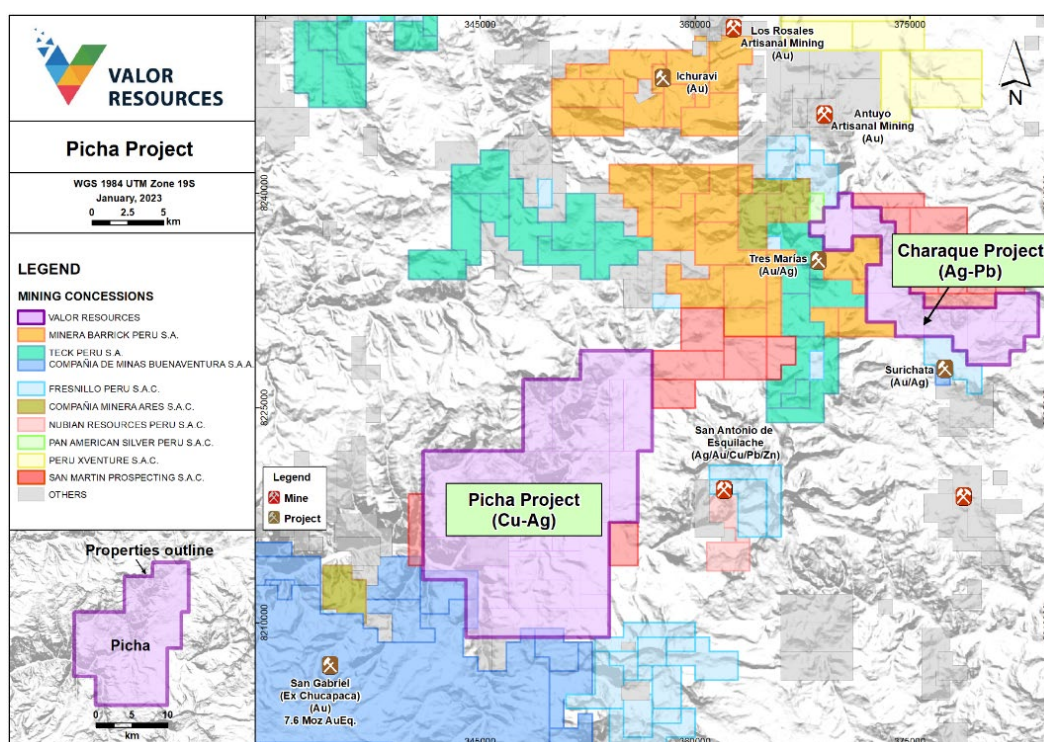 VALOR
RESOURCES
Picha Project
WGS 1984 UTM Zone 19S
January, 2023
0 2.5 5
km
LEGEND
MINING CONCESSIONS
VALOR RESOURCES
MINERA BARRICK PERU S.A.
TECK PERU S.A.
COMPAÑIA DE MINAS BUENAVENTURA S.A.A.
FRESNILLO PERU S.A.C.
COMPAÑIA MINERA ARES S.A.C.
NUBIAN RESOURCES PERU S.A.C.
PAN AMERICAN SILVER PERU S.A.C.
PERU XVENTURE S.A.C.
SAN MARTIN PROSPECTING S.A.C.
OTHERS
Properties outline
Picha
0 5 10
km
345000 360000 375000
Los Rosales
Artisanal Mining
(Au)
Ichuravi
(Au)
Antuyo
Artisanal Mining
(Au)
N
8240000
Tres Marías
(Au/Ag)
Charaque Project
(Ag-Pb)
Surichata
(Au/Ag)
8225000
San Antonio de
Esquilache
(Ag/Au/Cu/Pb/Zn)
Legend
Mine
Project
Picha Project
(Cu-Ag)
8210000
San Gabriel
(Ex Chucapaca)
(Au)
7.6 Moz AuEq.
345000 360000 375000